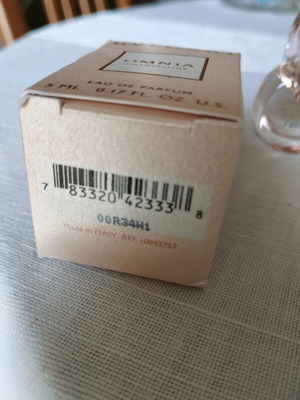 OMNIA
EAU DE PARFUM
5 ML 0.17 FL. OZ. U.S.
7 83320 42333 8
00R34H1
Made in ITALY - REF. 10043757